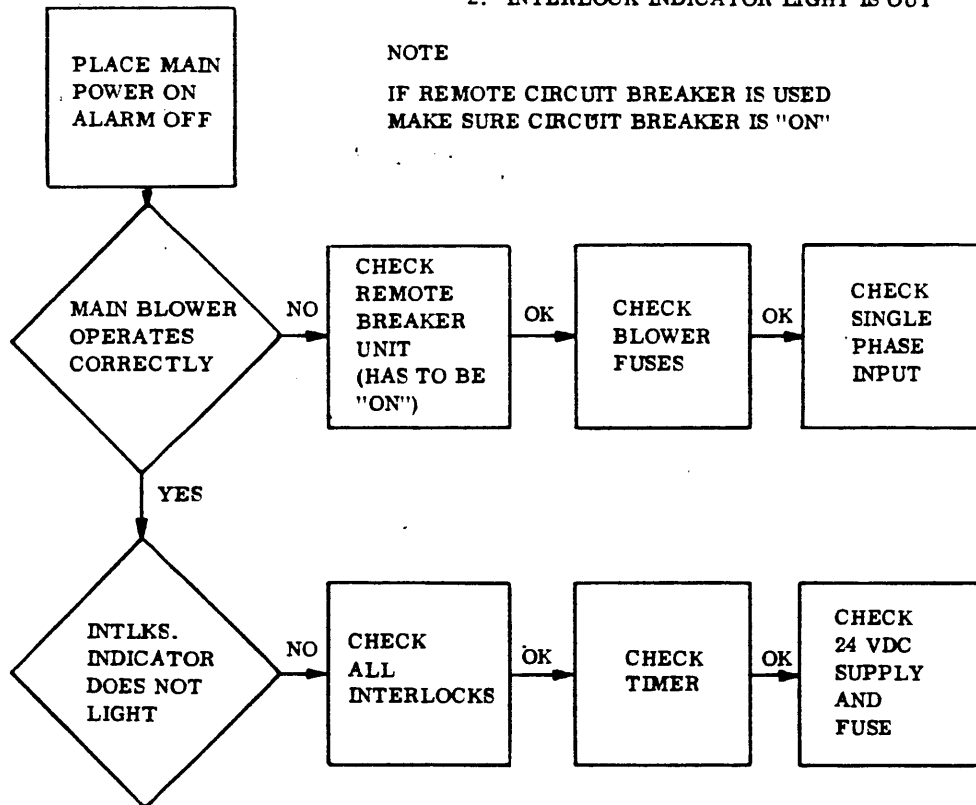 2. INTERLOCK INDICATOR LIGHT IS OUT
PLACE MAIN
POWER ON
ALARM OFF
NOTE
IF REMOTE CIRCUIT BREAKER IS USED
MAKE SURE CIRCUIT BREAKER IS "ON"
MAIN BLOWER
OPERATES
CORRECTLY
NO
CHECK
REMOTE
BREAKER
UNIT
(HAS TO BE
"ON")
OK
CHECK
BLOWER
FUSES
OK
CHECK
SINGLE
PHASE
INPUT
YES
INTLKS.
INDICATOR
DOES NOT
LIGHT
NO
CHECK
ALL
INTERLOCKS
OK
CHECK
TIMER
OK
CHECK
24 VDC
SUPPLY
AND
FUSE